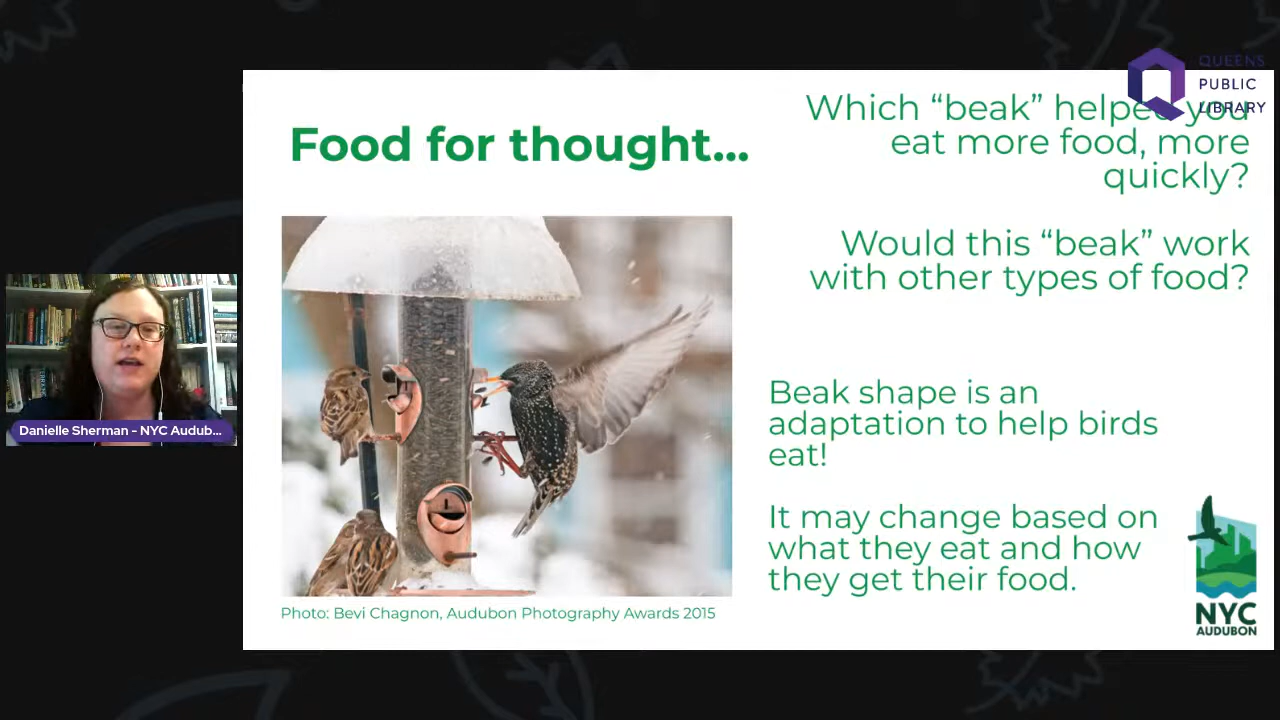 QUEENS
PUBLIC
LIBRARY
Food for thought...
Which “beak” helped you
eat more food, more
quickly?
Would this “beak” work
with other types of food?
Beak shape is an
adaptation to help birds
eat!
It may change based on
what they eat and how
they get their food.
Photo: Bevi Chagnon, Audubon Photography Awards 2015
NYC
AUDUBON
Danielle Sherman - NYC Audub...